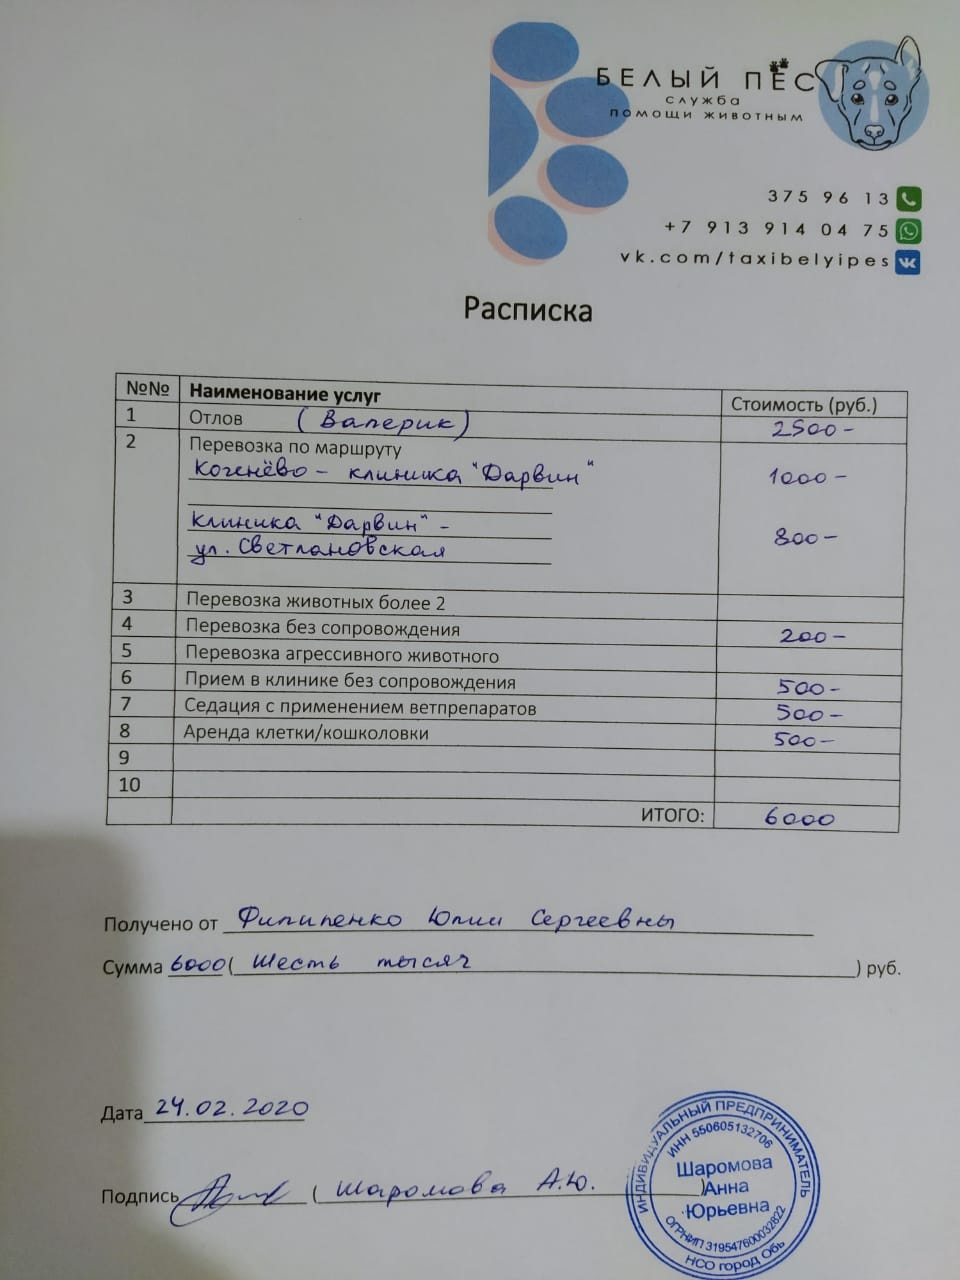 БЕЛЫЙ ПЁС
служба
помощи животным
375 96 13
+7 913 914 04 75
vk.com/taxibelyipes
Расписка
№№ Наименование услуг Стоимость (руб.)
1 Отлов (Валерик) 2500-
2 Перевозка по маршруту
Когенёво - клиника "Дарвин" 1000-
Клиника "Дарвин" - 800-
ул. Светлановская
3 Перевозка животных более 2
4 Перевозка без сопровождения 200-
5 Перевозка агрессивного животного
6 Прием в клинике без сопровождения 500-
7 Седация с применением ветпрепаратов 500-
8 Аренда клетки/кошколовки 500-
9
10
ИТОГО: 6000
Получено от Филипенко Юлии Сергеевны
Сумма 6000 ( Шесть тысяч ) руб.
Дата 24.02.2020
Подпись ( Шаромова А.Ю. )
ИНДИВИДУАЛЬНЫЙ ПРЕДПРИНИМАТЕЛЬ
ИНН 550605132706
Шаромова
Анна
Юрьевна
ОГРНИП 319547600032822
НСО город Обь